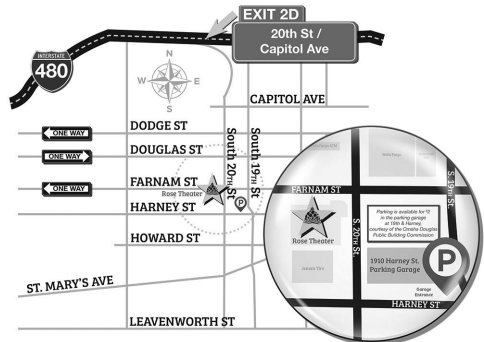 EXIT 2D
20th St /
Capitol Ave
INTERSTATE
480
N
W E
S
CAPITOL AVE
ONE WAY
DODGE ST
ONE WAY
DOUGLAS ST
South 20TH St
South 19TH St
ONE WAY
FARNAM ST
Rose Theater
P
HARNEY ST
HOWARD ST
ST. MARY'S AVE
LEAVENWORTH ST
FARNAM ST
S. 19TH St.
S. 20TH St.
Rose Theater
Parking is available for $2
in the parking garage
at 19th & Harney,
courtesy of the Omaha Douglas
Public Building Commission
P
1910 Harney St.
Parking Garage
Garage
Entrance
HARNEY ST